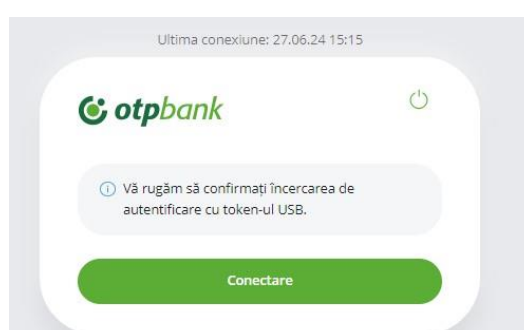 Ultima conexiune: 27.06.24 15:15
otpbank
Vă rugăm să confirmați încercarea de
autentificare cu token-ul USB.
Conectare